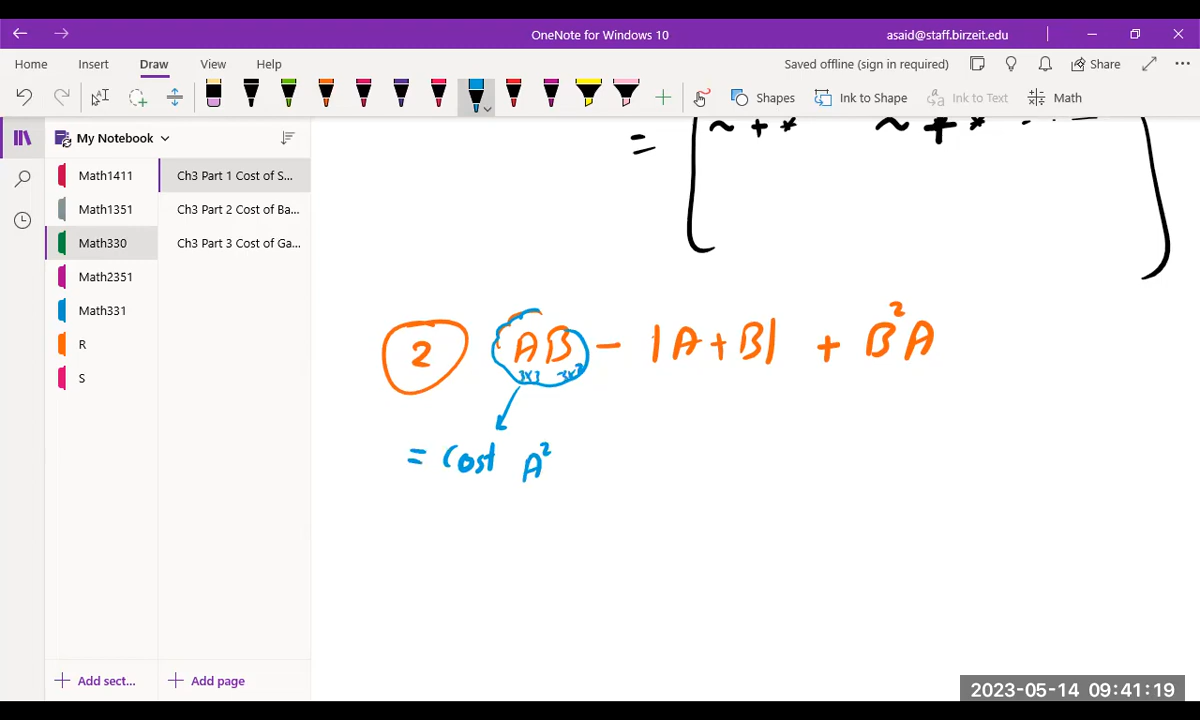 OneNote for Windows 10
asaid@staff.birzeit.edu
Home Insert Draw View Help
Saved offline (sign in required) Share
Shapes Ink to Shape Ink to Text Math
My Notebook
Math1411
Math1351
Math330
Math2351
Math331
R
S
Ch3 Part 1 Cost of S...
Ch3 Part 2 Cost of Ba...
Ch3 Part 3 Cost of Ga...
=
~ + * ~ + *
2 AB - |A + B| + B²A
3x3 3x3
= Cost A²
Add sect... Add page
2023-05-14 09:41:19